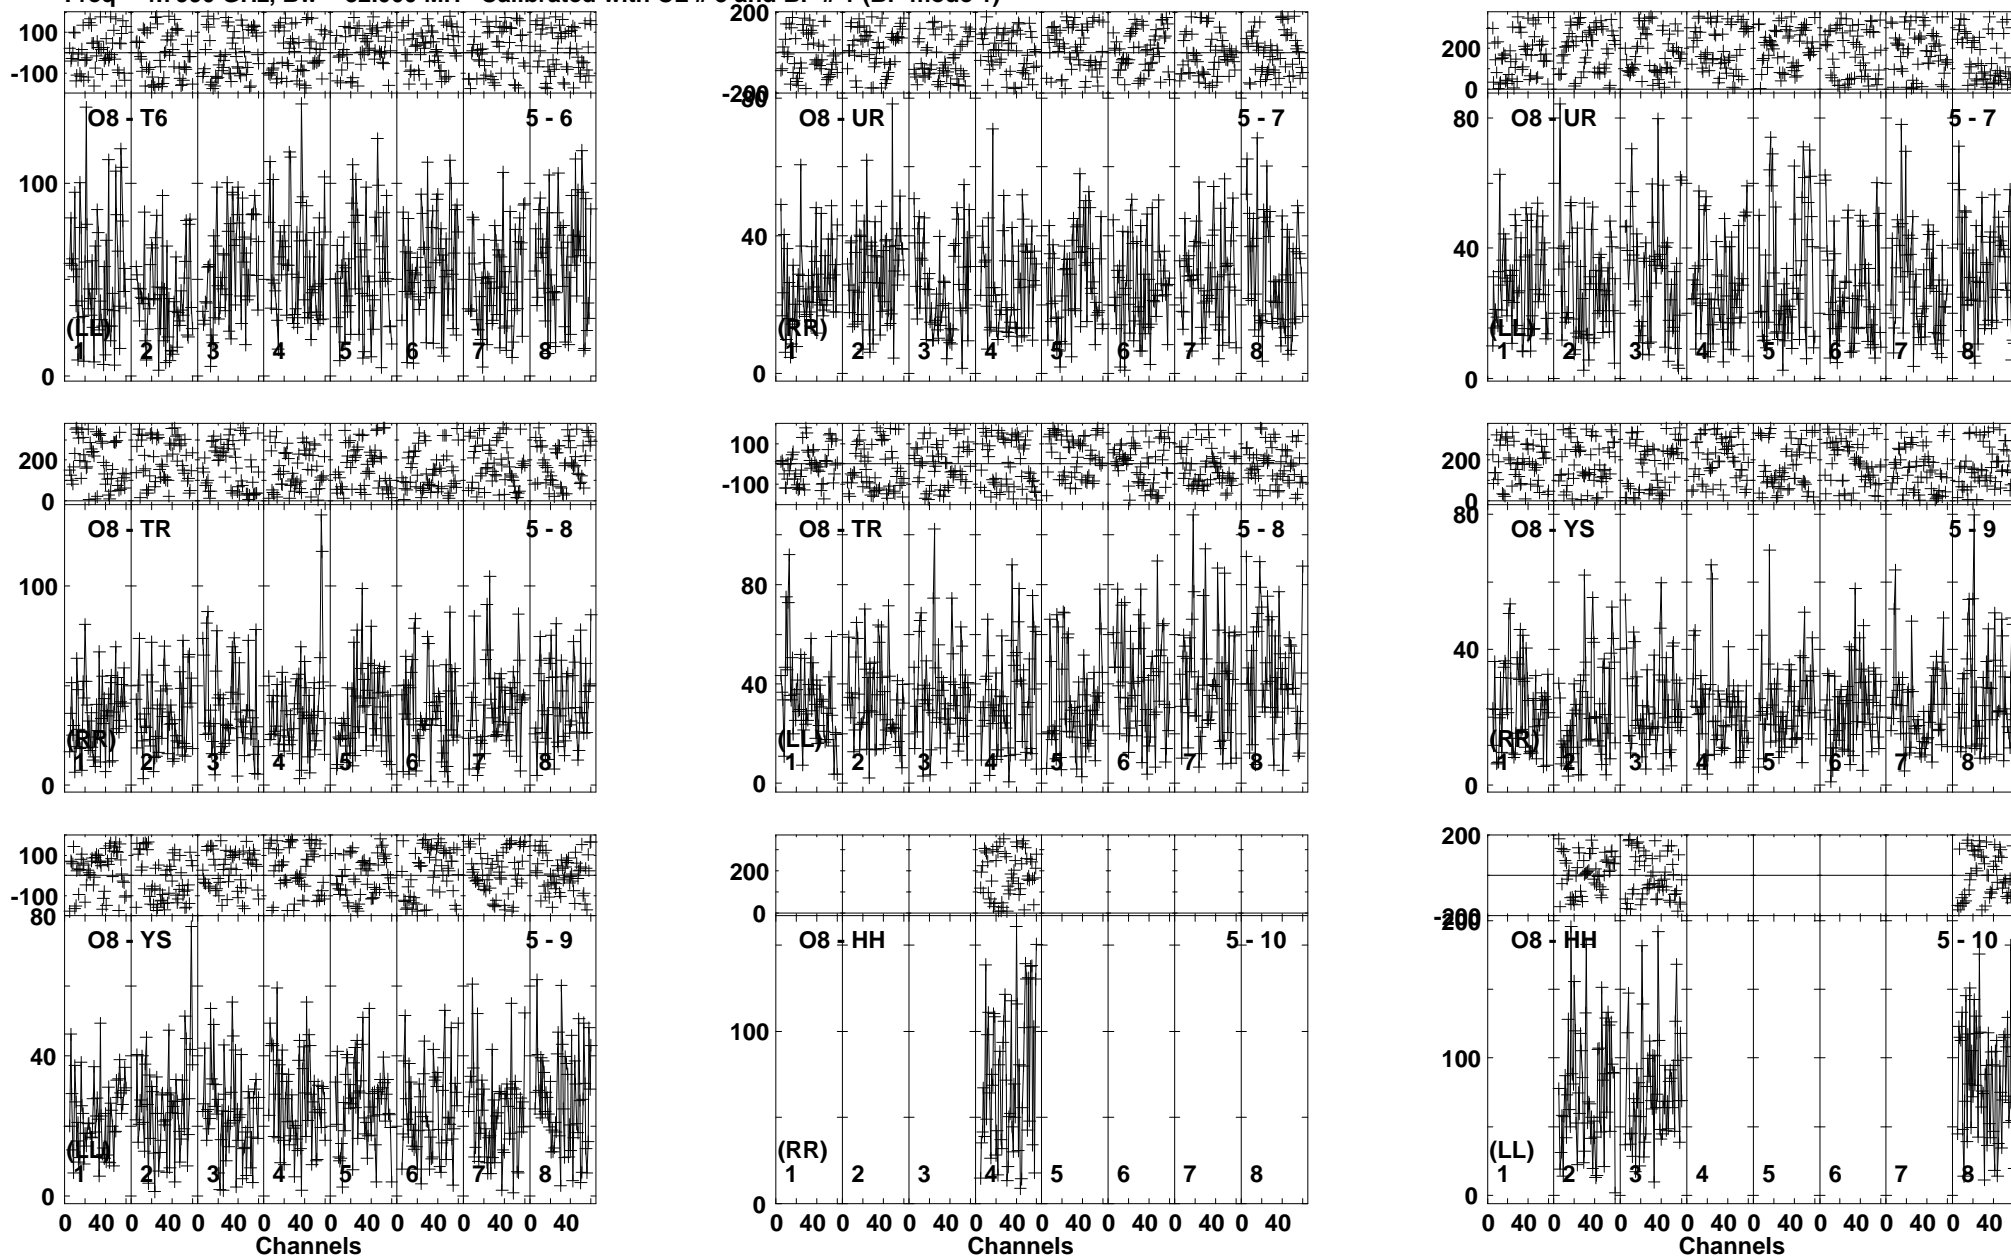 100 -100 200 -200 200 0
O8 - T6 5 - 6 O8 - UR 5 - 7 O8 - UR 5 - 7
100 0 80 40 0 80 40 0
(LL) (RR) (LL)
1 2 3 4 5 6 7 8 1 2 3 4 5 6 7 8 1 2 3 4 5 6 7 8
200 0 100 -100 200 0
O8 - TR 5 - 8 O8 - TR 5 - 8 O8 - YS 5 - 9
100 0 80 40 0 80 40 0
(RR) (LL) (RR)
1 2 3 4 5 6 7 8 1 2 3 4 5 6 7 8 1 2 3 4 5 6 7 8
100 -100 200 0 200 -200
O8 - YS 5 - 9 O8 - HH 5 - 10 O8 - HH 5 - 10
80 40 0 100 0 200 100 0
(LL) (RR) (LL)
1 2 3 4 5 6 7 8 1 2 3 4 5 6 7 8 1 2 3 4 5 6 7 8
0 40 0 40 0 40 0 40 0 40 0 40 0 40 0 40 0 40 0 40 0 40 0 40 0 40 0 40 0 40 0 40 0 40 0 40 0 40 0 40 0 40 0 40 0 40 0 40
Channels Channels